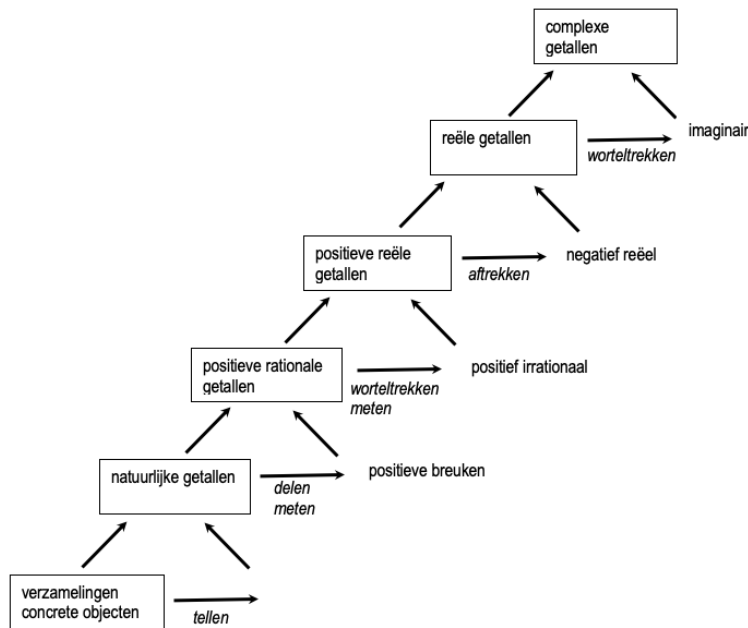 complexe
getallen
reële getallen
imaginair
worteltrekken
positieve reële
getallen
negatief reëel
aftrekken
positieve rationale
getallen
positief irrationaal
worteltrekken
meten
natuurlijke getallen
positieve breuken
delen
meten
verzamelingen
concrete objecten
tellen